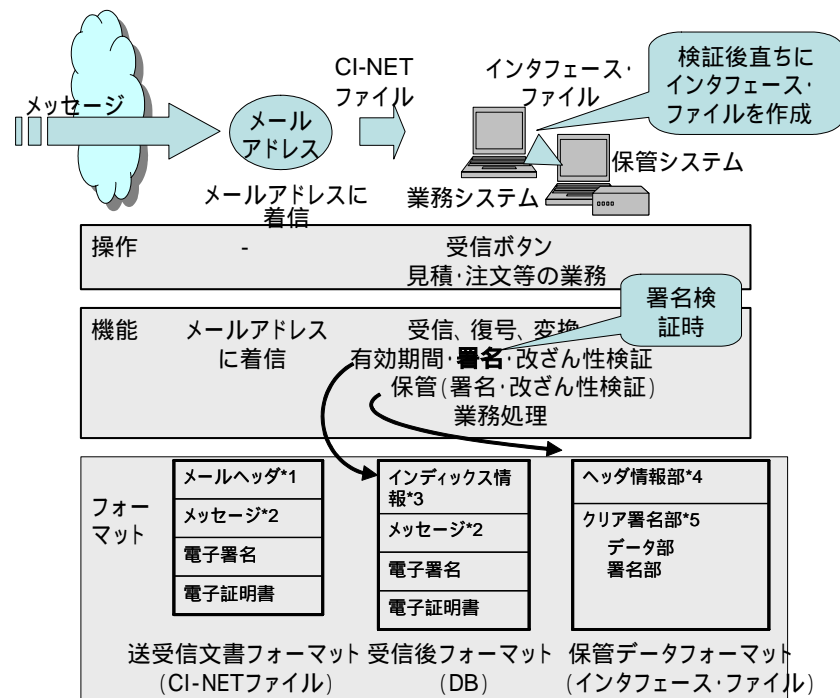 メッセージ
メール
アドレス
メールアドレスに
着信
CI-NET
ファイル
インタフェース・
ファイル
検証後直ちに
インタフェース・
ファイルを作成
業務システム
保管システム
操作
-
受信ボタン
見積・注文等の業務
署名検
証時
機能
メールアドレス
に着信
受信、復号、変換
有効期間・署名・改ざん性検証
保管(署名・改ざん性検証)
業務処理
フォー
マット
メールヘッダ*1
メッセージ*2
電子署名
電子証明書
インディックス情
報*3
メッセージ*2
電子署名
電子証明書
ヘッダ情報部*4
クリア署名部*5
データ部
署名部
送受信文書フォーマット
(CI-NETファイル)
受信後フォーマット
(DB)
保管データフォーマット
(インタフェース・ファイル)